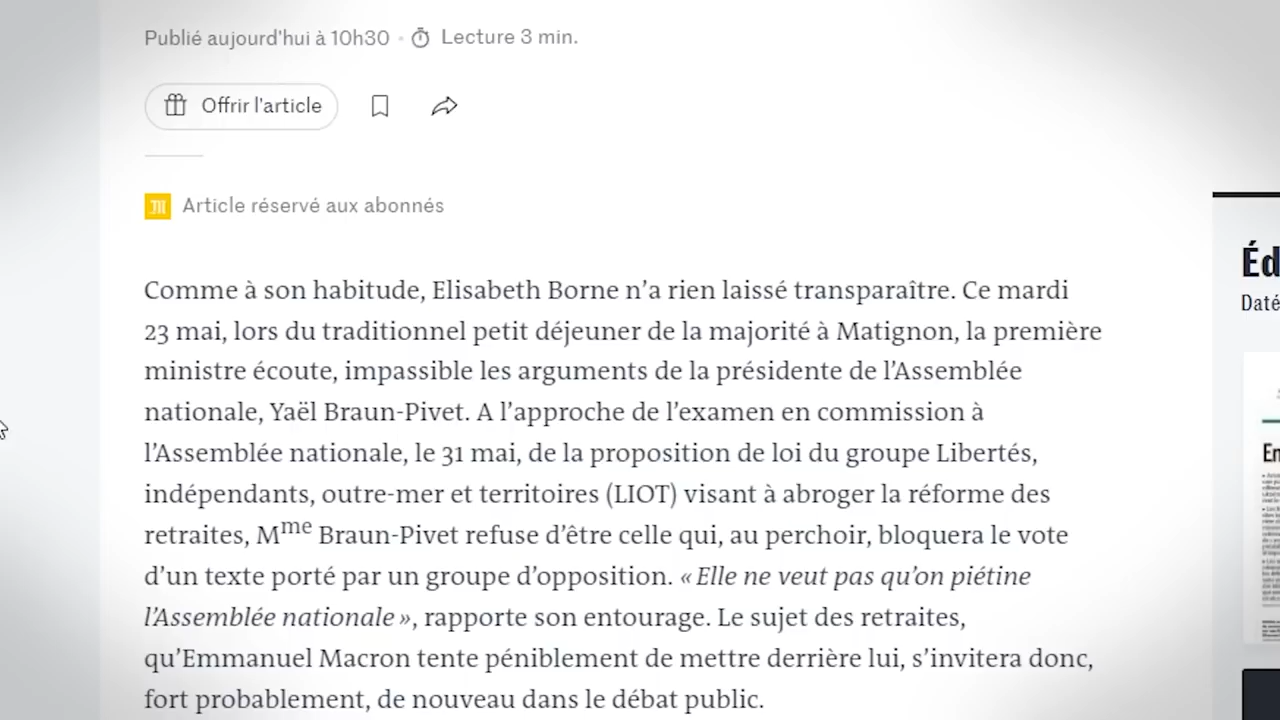 Publié aujourd'hui à 10h30 • Lecture 3 min.
Offrir l'article
Article réservé aux abonnés
Comme à son habitude, Elisabeth Borne n’a rien laissé transparaître. Ce mardi
23 mai, lors du traditionnel petit déjeuner de la majorité à Matignon, la première
ministre écoute, impassible les arguments de la présidente de l’Assemblée
nationale, Yaël Braun-Pivet. A l’approche de l’examen en commission à
l’Assemblée nationale, le 31 mai, de la proposition de loi du groupe Libertés,
indépendants, outre-mer et territoires (LIOT) visant à abroger la réforme des
retraites, Mme Braun-Pivet refuse d’être celle qui, au perchoir, bloquera le vote
d’un texte porté par un groupe d’opposition. « Elle ne veut pas qu’on piétine
l’Assemblée nationale », rapporte son entourage. Le sujet des retraites,
qu’Emmanuel Macron tente péniblement de mettre derrière lui, s’invitera donc,
fort probablement, de nouveau dans le débat public.
Éd
Daté
En